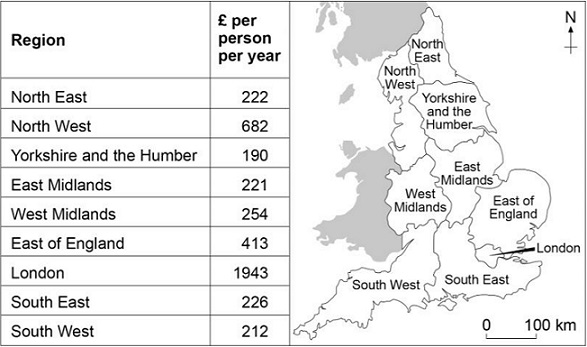 Region
£ per
person
per year
North East 222
North West 682
Yorkshire and the Humber 190
East Midlands 221
West Midlands 254
East of England 413
London 1943
South East 226
South West 212
N
North
East
North
West
Yorkshire
and the
Humber
East
Midlands
West
Midlands
East of
England
London
South West
South East
0 100 km